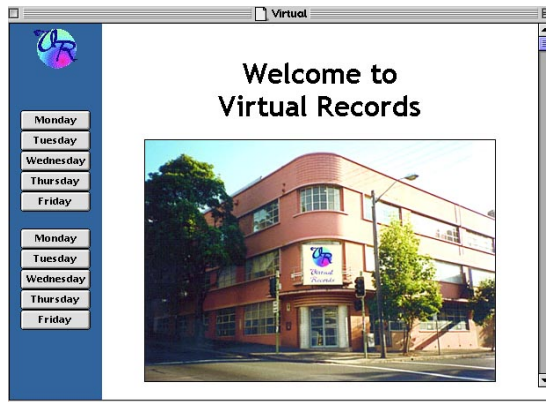 Virtual
VR
Welcome to
Virtual Records
Monday
Tuesday
Wednesday
Thursday
Friday
Monday
Tuesday
Wednesday
Thursday
Friday
VR
Virtual
Records